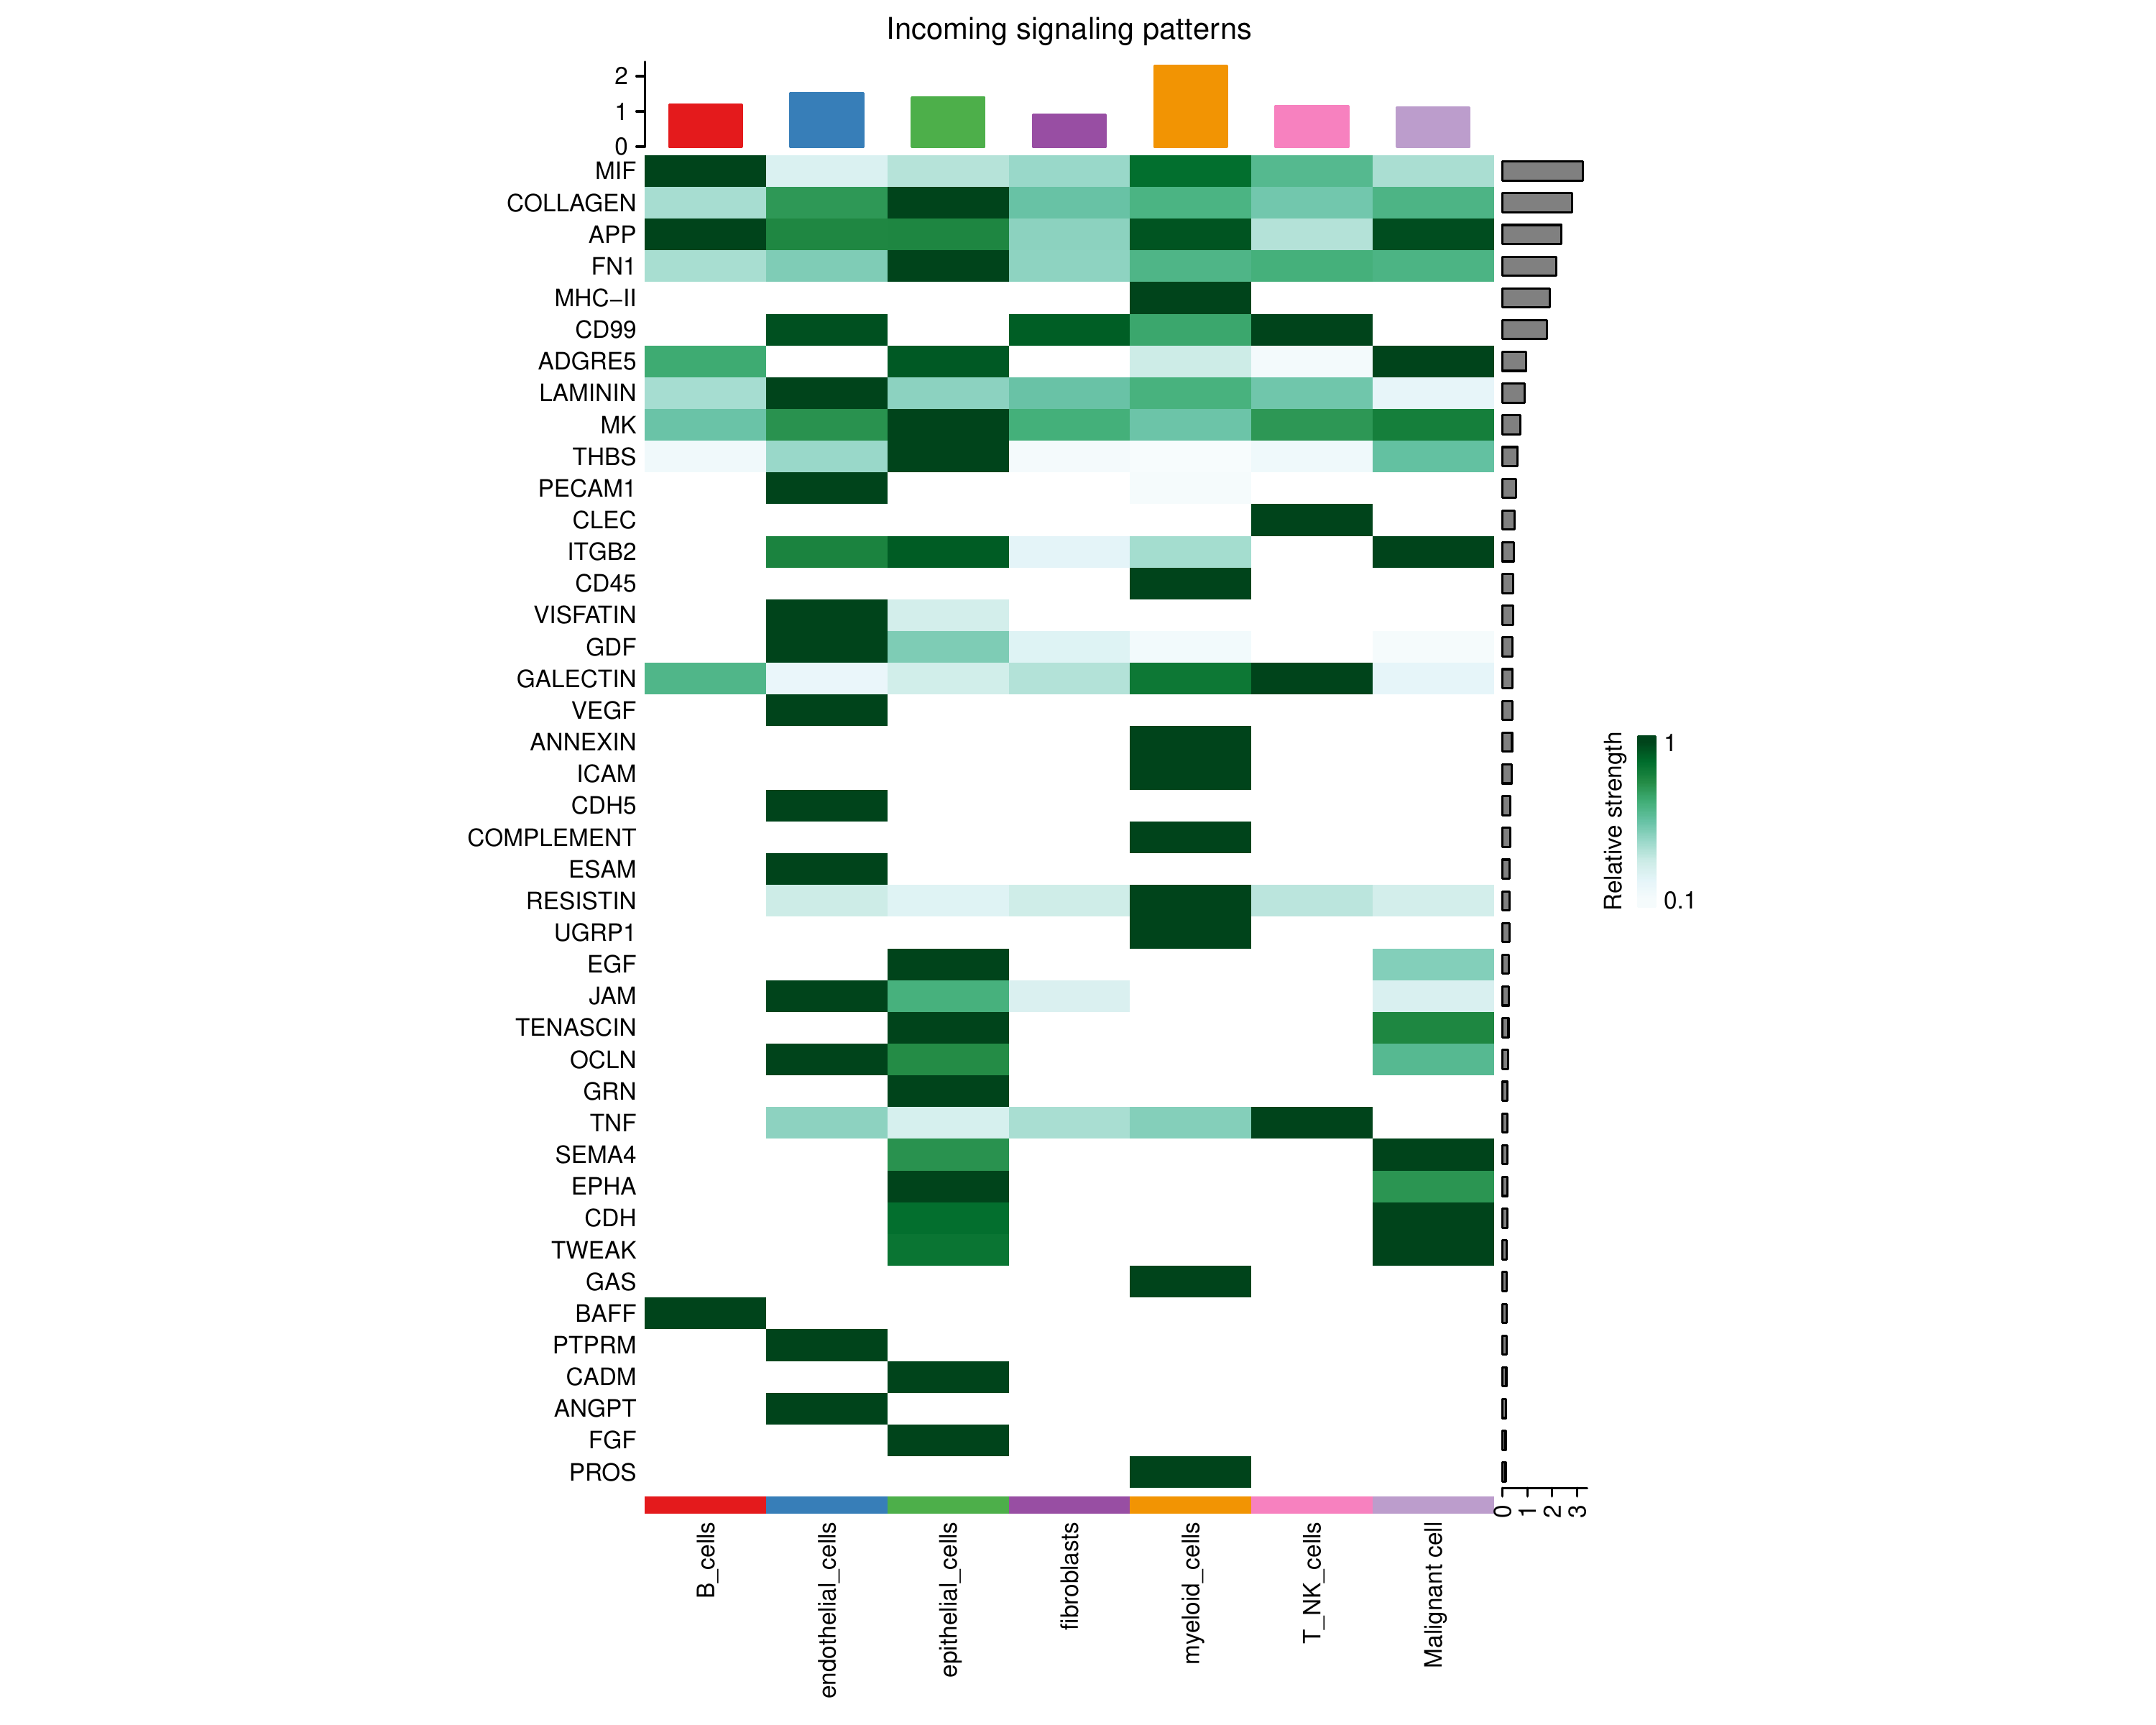 Incoming signaling patterns
2
1
0
MIF
COLLAGEN
APP
FN1
MHC−II
CD99
ADGRE5
LAMININ
MK
THBS
PECAM1
CLEC
ITGB2
CD45
VISFATIN
GDF
GALECTIN
VEGF
ANNEXIN
ICAM
CDH5
COMPLEMENT
ESAM
RESISTIN
UGRP1
EGF
JAM
TENASCIN
OCLN
GRN
TNF
SEMA4
EPHA
CDH
TWEAK
GAS
BAFF
PTPRM
CADM
ANGPT
FGF
PROS
B_cells
endothelial_cells
epithelial_cells
fibroblasts
myeloid_cells
T_NK_cells
Malignant cell
0
1
2
3
Relative strength
1
0.1